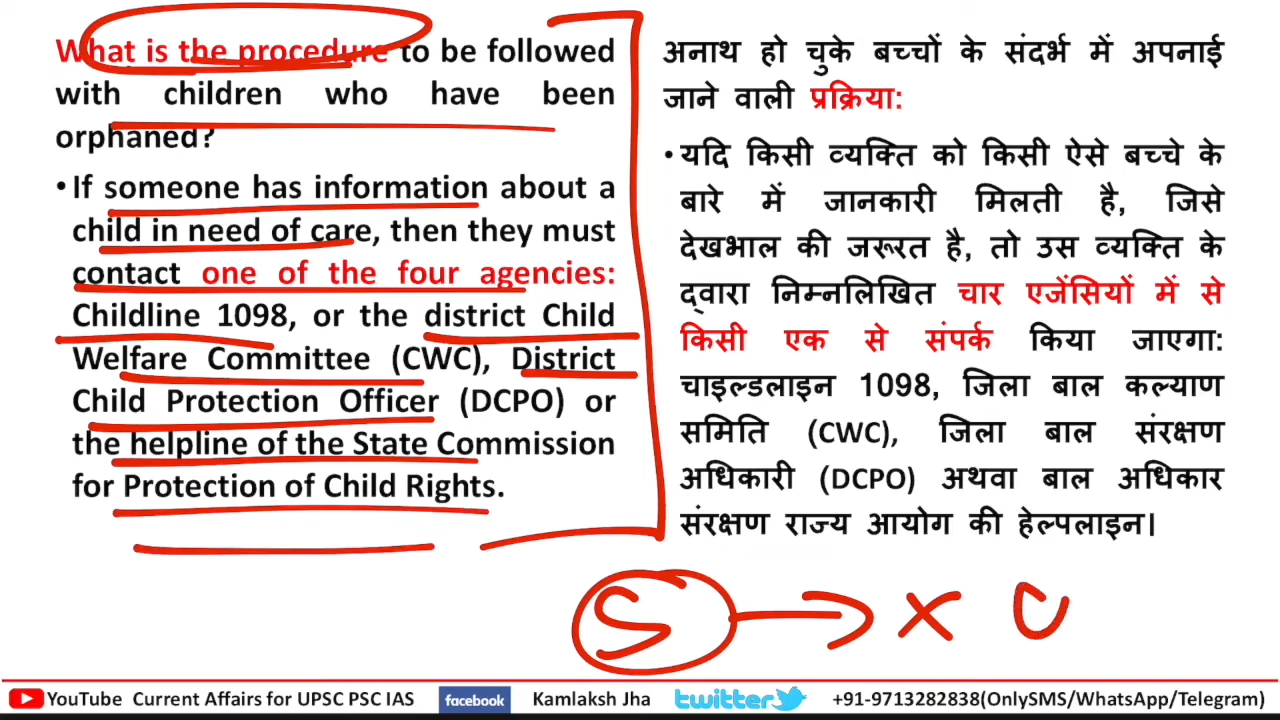 What is the procedure to be followed
with children who have been
orphaned?
• If someone has information about a
child in need of care, then they must
contact one of the four agencies:
Childline 1098, or the district Child
Welfare Committee (CWC), District
Child Protection Officer (DCPO) or
the helpline of the State Commission
for Protection of Child Rights.
अनाथ हो चुके बच्चों के संदर्भ में अपनाई
जाने वाली प्रक्रिया:
• यदि किसी व्यक्ति को किसी ऐसे बच्चे के
बारे में जानकारी मिलती है, जिसे
देखभाल की जरूरत है, तो उस व्यक्ति के
द्वारा निम्नलिखित चार एजेंसियों में से
किसी एक से संपर्क किया जाएगा:
चाइल्डलाइन 1098, जिला बाल कल्याण
समिति (CWC), जिला बाल संरक्षण
अधिकारी (DCPO) अथवा बाल अधिकार
संरक्षण राज्य आयोग की हेल्पलाइन।
YouTube Current Affairs for UPSC PSC IAS facebook Kamlaksh Jha twitter +91-9713282838(OnlySMS/WhatsApp/Telegram)